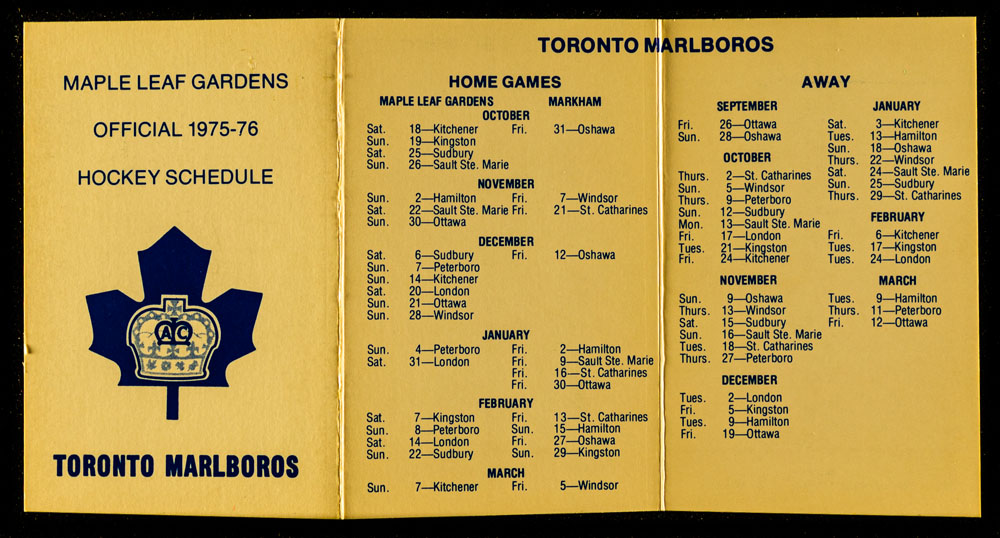 MAPLE LEAF GARDENS
OFFICIAL 1975-76
HOCKEY SCHEDULE
AC
TORONTO MARLBOROS
TORONTO MARLBOROS
HOME GAMES
MAPLE LEAF GARDENS MARKHAM
OCTOBER
Sat. 18—Kitchener Fri. 31—Oshawa
Sun. 19—Kingston
Sat. 25—Sudbury
Sun. 26—Sault Ste. Marie
NOVEMBER
Sun. 2—Hamilton Fri. 7—Windsor
Sat. 22—Sault Ste. Marie Fri. 21—St. Catharines
Sun. 30—Ottawa
DECEMBER
Sat. 6—Sudbury Fri. 12—Oshawa
Sun. 7—Peterboro
Sun. 14—Kitchener
Sat. 20—London
Sun. 21—Ottawa
Sun. 28—Windsor
JANUARY
Sun. 4—Peterboro Fri. 2—Hamilton
Sat. 31—London Fri. 9—Sault Ste. Marie
Fri. 16—St. Catharines
Fri. 30—Ottawa
FEBRUARY
Sat. 7—Kingston Fri. 13—St. Catharines
Sun. 8—Peterboro Sun. 15—Hamilton
Sat. 14—London Fri. 27—Oshawa
Sun. 22—Sudbury Sun. 29—Kingston
MARCH
Sun. 7—Kitchener Fri. 5—Windsor
AWAY
SEPTEMBER
Fri. 26—Ottawa
Sun. 28—Oshawa
OCTOBER
Thurs. 2—St. Catharines
Sun. 5—Windsor
Thurs. 9—Peterboro
Sun. 12—Sudbury
Mon. 13—Sault Ste. Marie
Fri. 17—London
Tues. 21—Kingston
Fri. 24—Kitchener
NOVEMBER
Sun. 9—Oshawa
Thurs. 13—Windsor
Sat. 15—Sudbury
Sun. 16—Sault Ste. Marie
Tues. 18—St. Catharines
Thurs. 27—Peterboro
DECEMBER
Tues. 2—London
Fri. 5—Kingston
Tues. 9—Hamilton
Fri. 19—Ottawa
JANUARY
Sat. 3—Kitchener
Tues. 13—Hamilton
Sun. 18—Oshawa
Thurs. 22—Windsor
Sat. 24—Sault Ste. Marie
Sun. 25—Sudbury
Thurs. 29—St. Catharines
FEBRUARY
Fri. 6—Kitchener
Tues. 17—Kingston
Tues. 24—London
MARCH
Tues. 9—Hamilton
Thurs. 11—Peterboro
Fri. 12—Ottawa